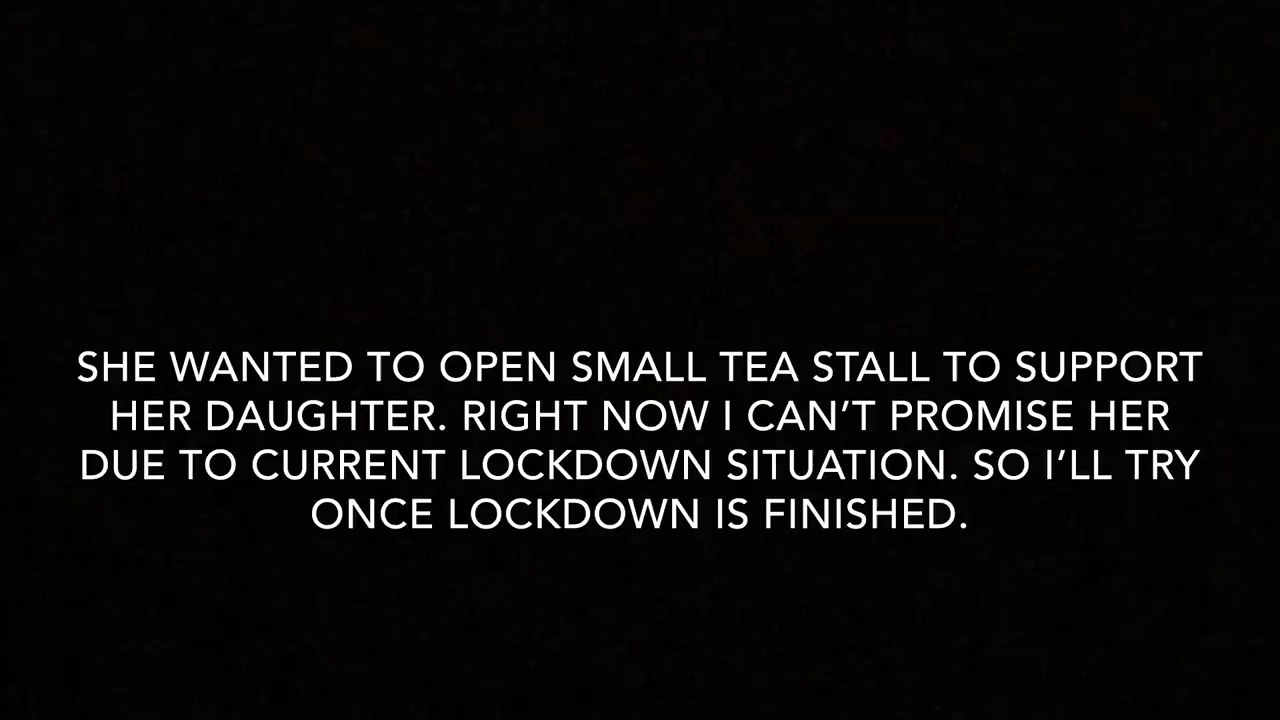 SHE WANTED TO OPEN SMALL TEA STALL TO SUPPORT
HER DAUGHTER. RIGHT NOW I CAN’T PROMISE HER
DUE TO CURRENT LOCKDOWN SITUATION. SO I’LL TRY
ONCE LOCKDOWN IS FINISHED.